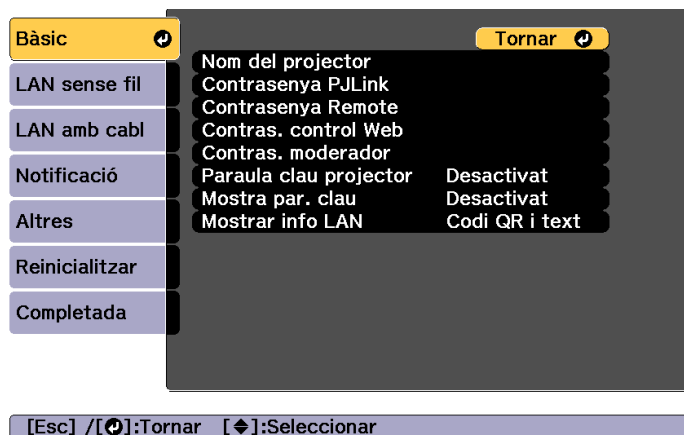 Bàsic
LAN sense fil
LAN amb cabl
Notificació
Altres
Reinicialitzar
Completada
Tornar
Nom del projector
Contrasenya PJLink
Contrasenya Remote
Contras. control Web
Contras. moderador
Paraula clau projector Desactivat
Mostra par. clau Desactivat
Mostrar info LAN Codi QR i text
[Esc] /[]:Tornar []:Seleccionar